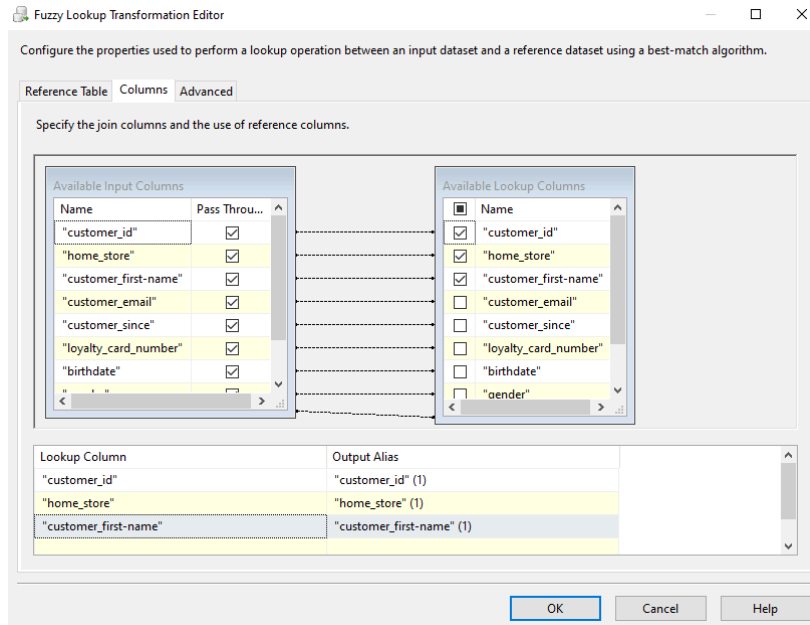 Fuzzy Lookup Transformation Editor
Configure the properties used to perform a lookup operation between an input dataset and a reference dataset using a best-match algorithm.
Reference Table Columns Advanced
Specify the join columns and the use of reference columns.
Available Input Columns
Name Pass Throu...
"customer_id"
"home_store"
"customer_first-name"
"customer_email"
"customer_since"
"loyalty_card_number"
"birthdate"
Available Lookup Columns
Name
"customer_id"
"home_store"
"customer_first-name"
"customer_email"
"customer_since"
"loyalty_card_number"
"birthdate"
"gender"
Lookup Column Output Alias
"customer_id" "customer_id" (1)
"home_store" "home_store" (1)
"customer_first-name" "customer_first-name" (1)
OK Cancel Help